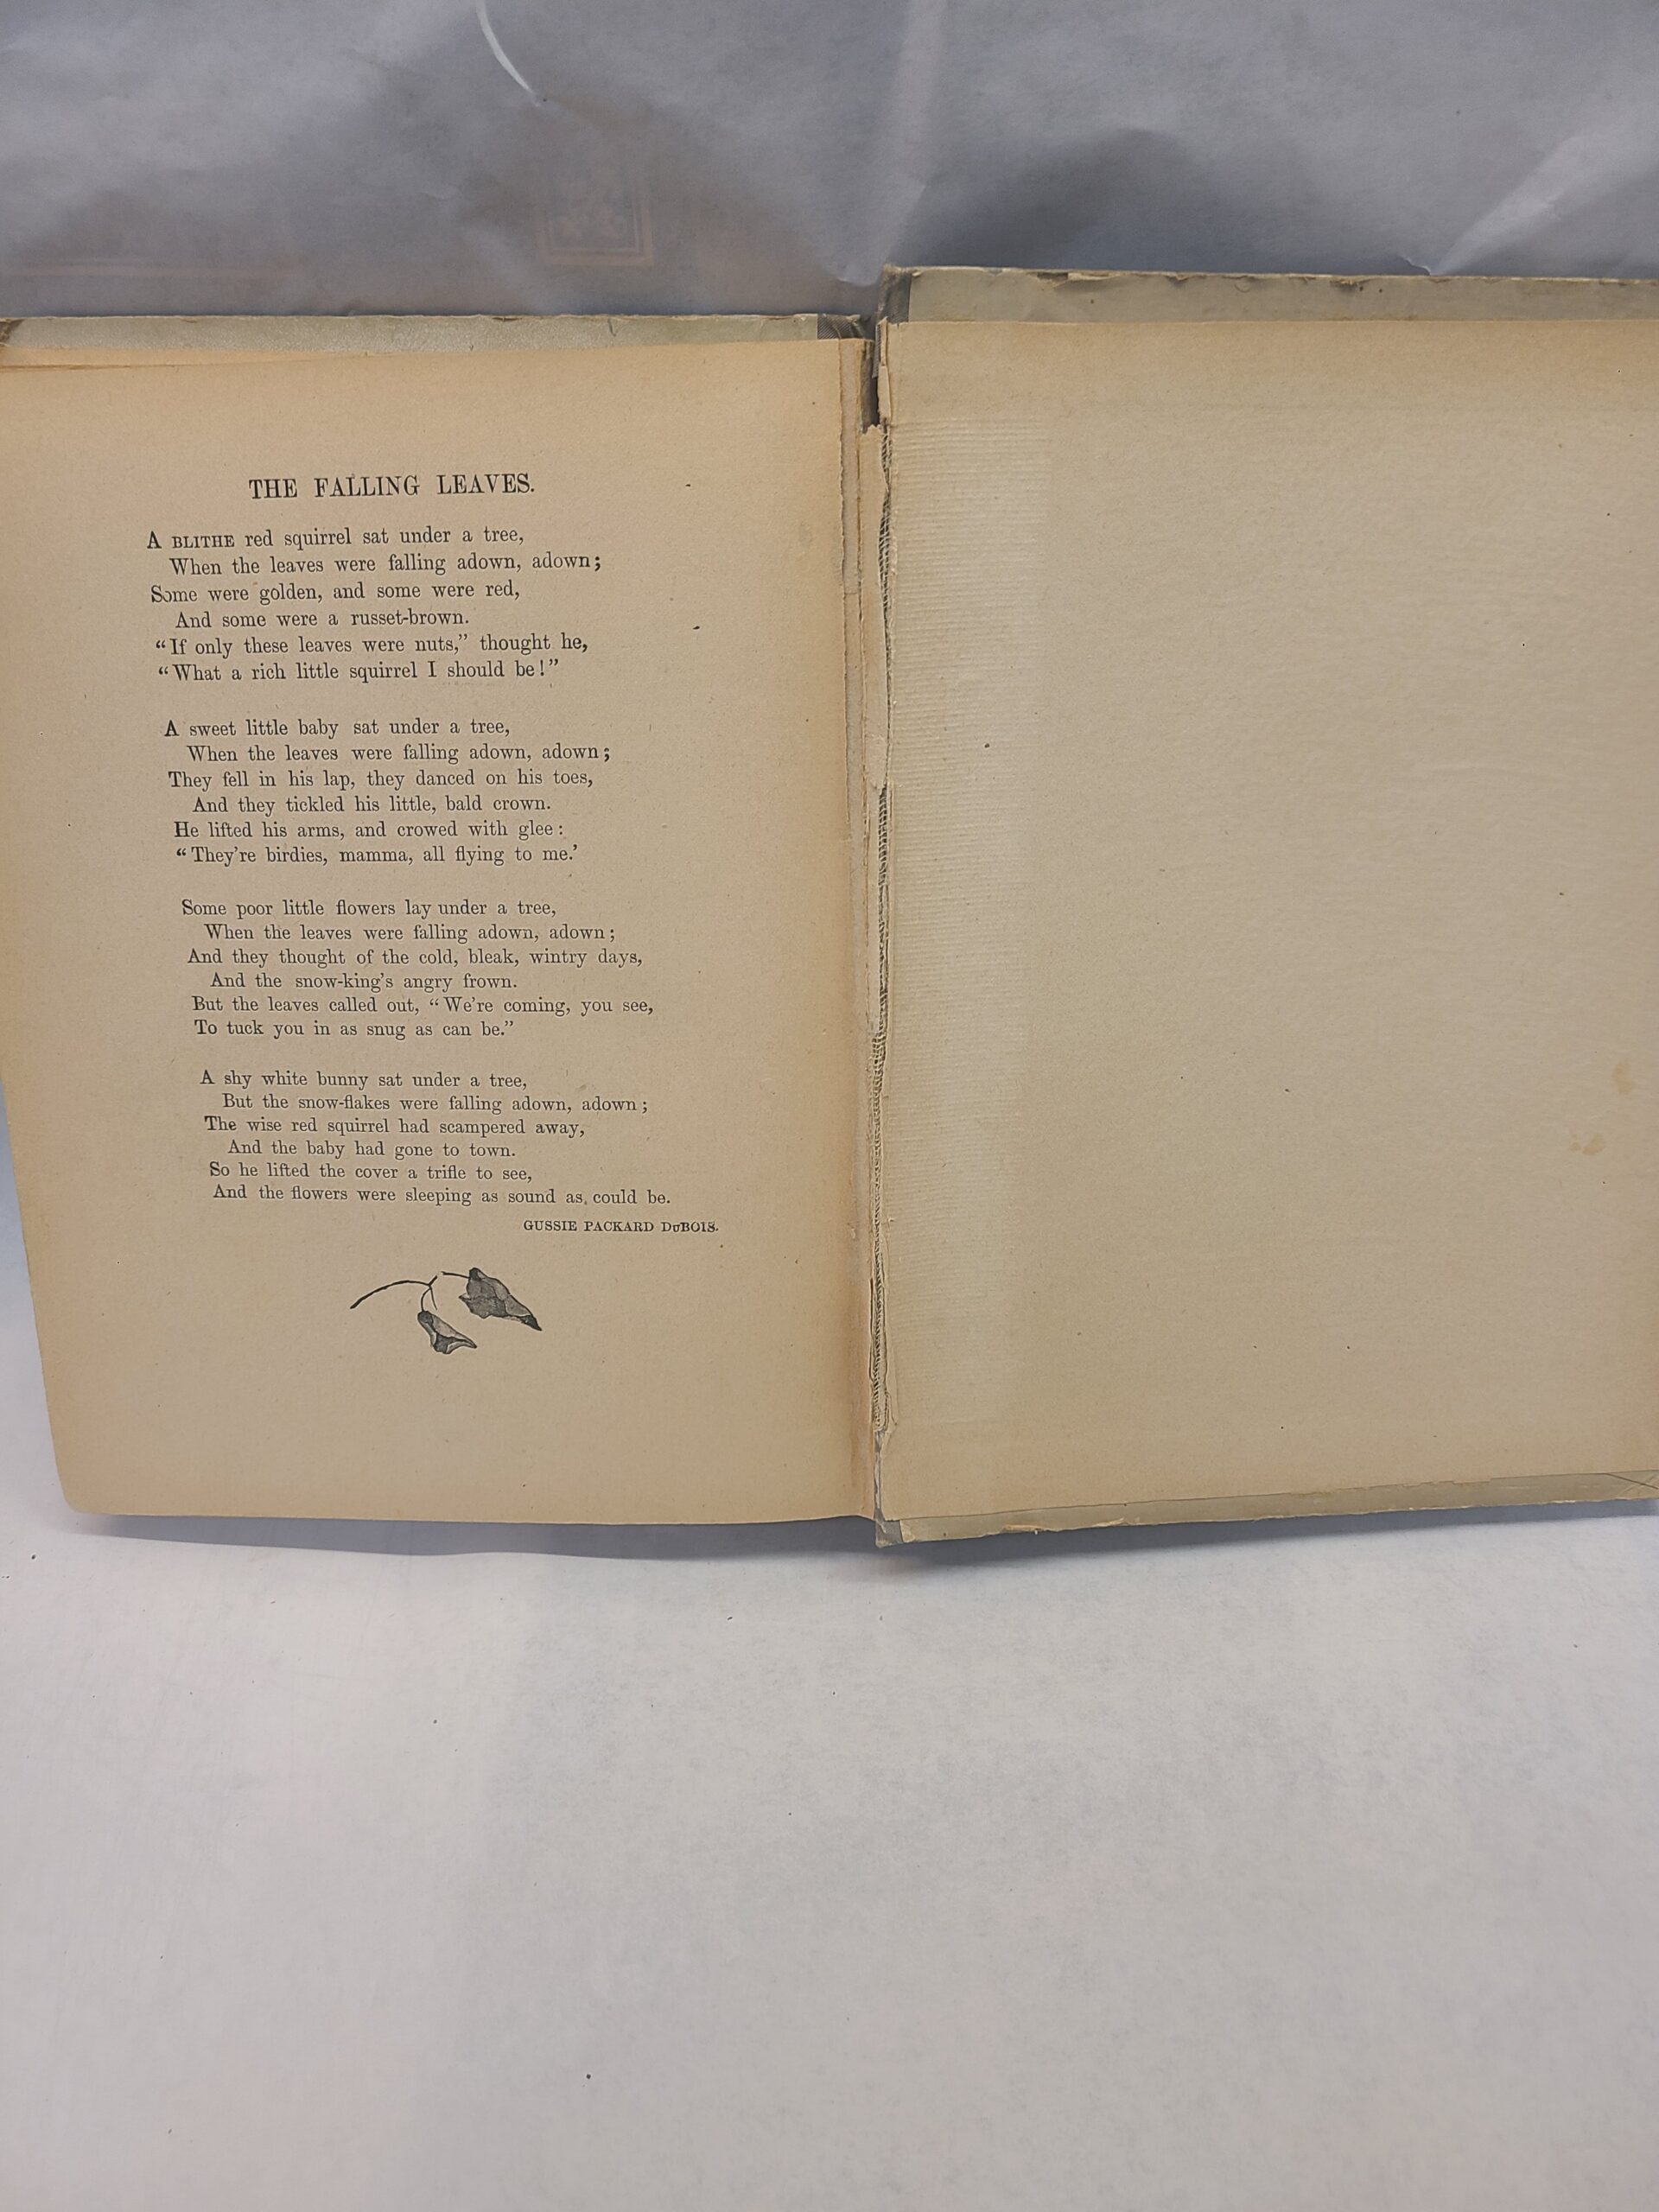 THE FALLING LEAVES.
A BLITHE red squirrel sat under a tree,
When the leaves were falling adown, adown;
Some were golden, and some were red,
And some were a russet-brown.
“If only these leaves were nuts,” thought he,
“What a rich little squirrel I should be!”
A sweet little baby sat under a tree,
When the leaves were falling adown, adown;
They fell in his lap, they danced on his toes,
And they tickled his little, bald crown.
He lifted his arms, and crowed with glee:
“They're birdies, mamma, all flying to me.'
Some poor little flowers lay under a tree,
When the leaves were falling adown, adown;
And they thought of the cold, bleak, wintry days,
And the snow-king's angry frown.
But the leaves called out, “We're coming, you see,
To tuck you in as snug as can be.”
A shy white bunny sat under a tree,
But the snow-flakes were falling adown, adown;
The wise red squirrel had scampered away,
And the baby had gone to town.
So he lifted the cover a trifle to see,
And the flowers were sleeping as sound as could be.
GUSSIE PACKARD DuBOIS.